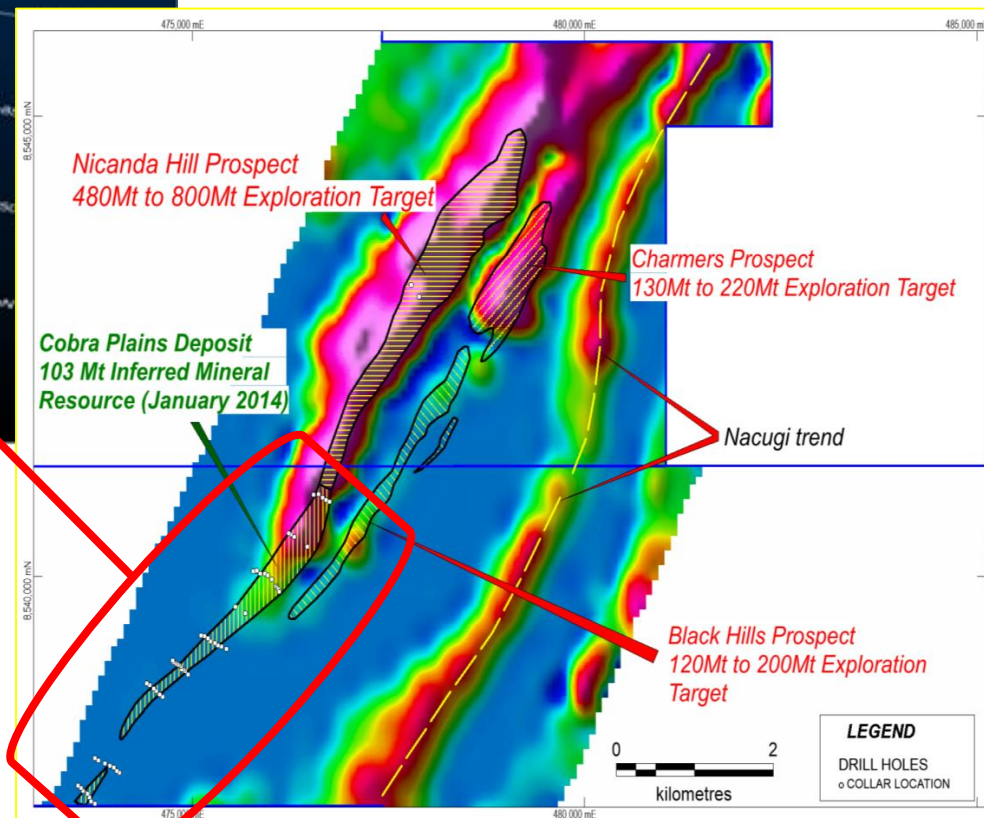 475,000 mE
480,000 mE
485,000 mE
8,545,000 mN
Nicanda Hill Prospect
480Mt to 800Mt Exploration Target
Charmers Prospect
130Mt to 220Mt Exploration Target
Cobra Plains Deposit
103 Mt Inferred Mineral
Resource (January 2014)
Nacugi trend
8,540,000 mN
Black Hills Prospect
120Mt to 200Mt Exploration
Target
0
2
kilometres
LEGEND
DRILL HOLES
o COLLAR LOCATION
475,000 mE
480,000 mE